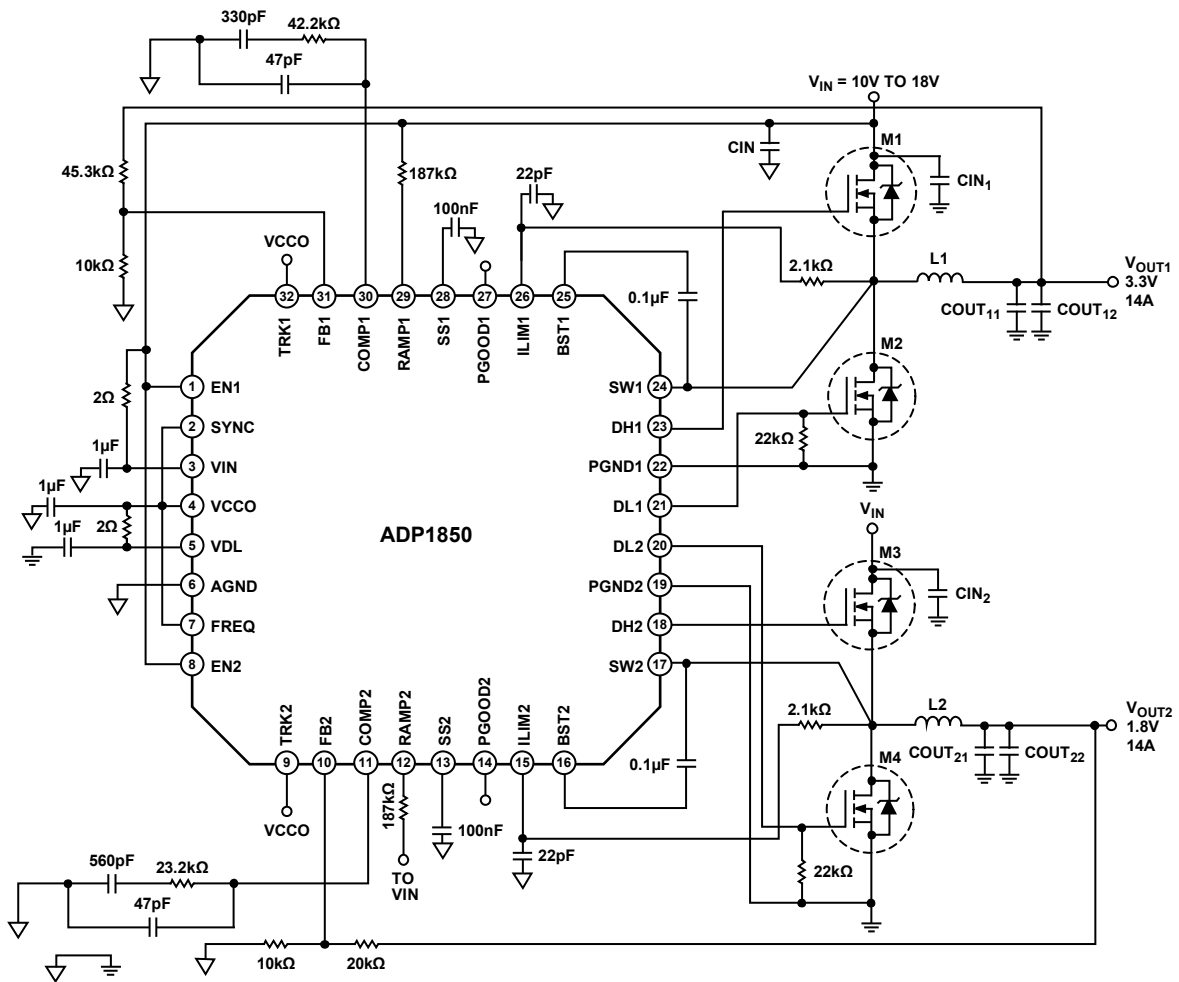 330pF
42.2kΩ
47pF
VIN = 10V TO 18V
M1
CIN
CIN1
45.3kΩ
187kΩ
22pF
100nF
VCCO
10kΩ
2.1kΩ
L1
VOUT1
3.3V
14A
0.1µF
COUT11
COUT12
32
31
30
29
28
27
26
25
TRK1
FB1
COMP1
RAMP1
SS1
PGOOD1
ILIM1
BST1
M2
2Ω
1 EN1
SW1 24
2 SYNC
DH1 23
22kΩ
1µF
3 VIN
PGND1 22
1µF
4 VCCO
DL1 21
VIN
2Ω
1µF
5 VDL
ADP1850
DL2 20
M3
6 AGND
PGND2 19
CIN2
7 FREQ
DH2 18
8 EN2
SW2 17
TRK2
FB2
COMP2
RAMP2
SS2
PGOOD2
ILIM2
BST2
2.1kΩ
L2
VOUT2
1.8V
14A
COUT21
COUT22
9
10
11
12
13
14
15
16
0.1µF
M4
187kΩ
VCCO
100nF
22pF
22kΩ
TO
VIN
560pF
23.2kΩ
47pF
10kΩ
20kΩ